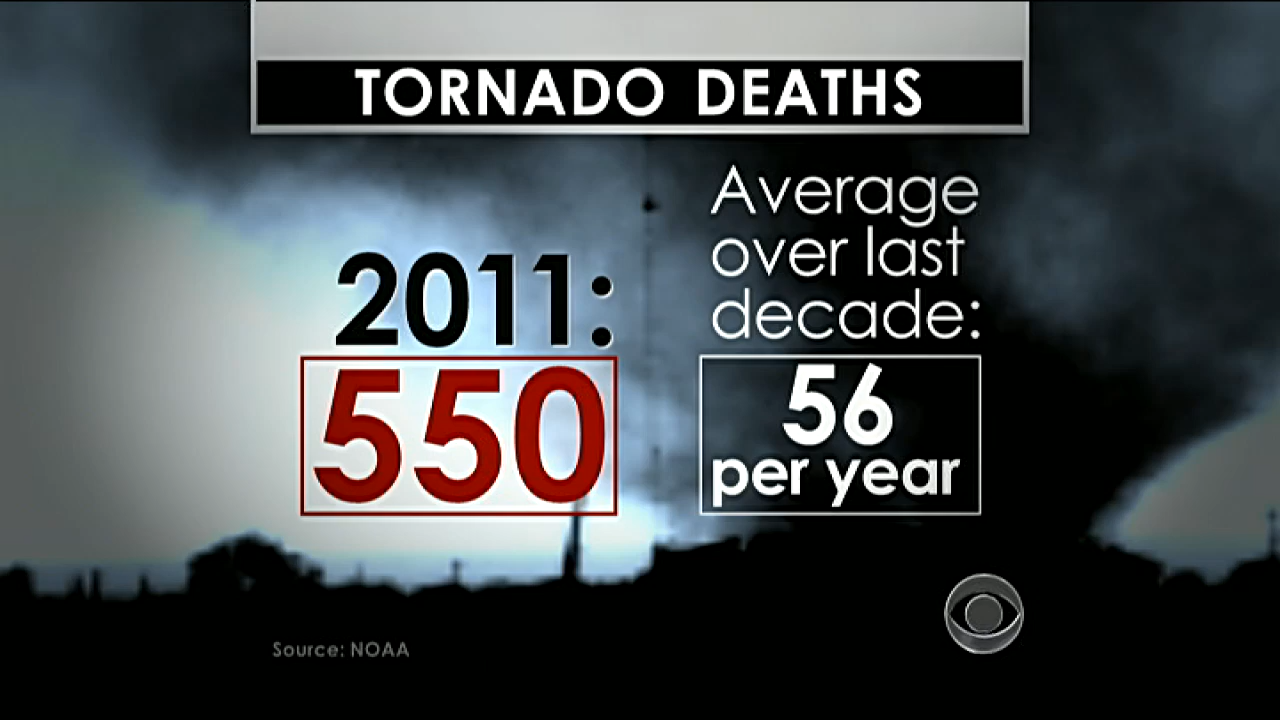 TORNADO DEATHS
2011:
550
Average
over last
decade:
56
per year
Source: NOAA